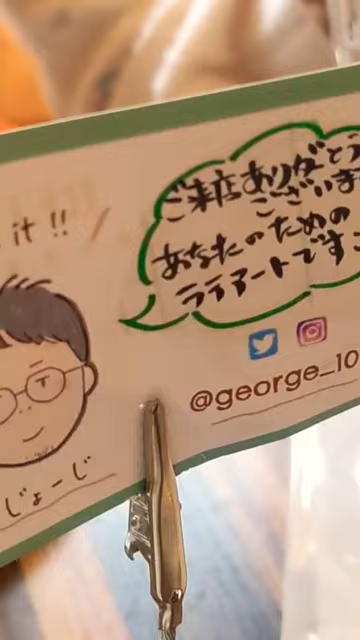 it !! /
ご来店ありがとう
ございま
あなたのための
ラテアートです
@george_10
じょーじ